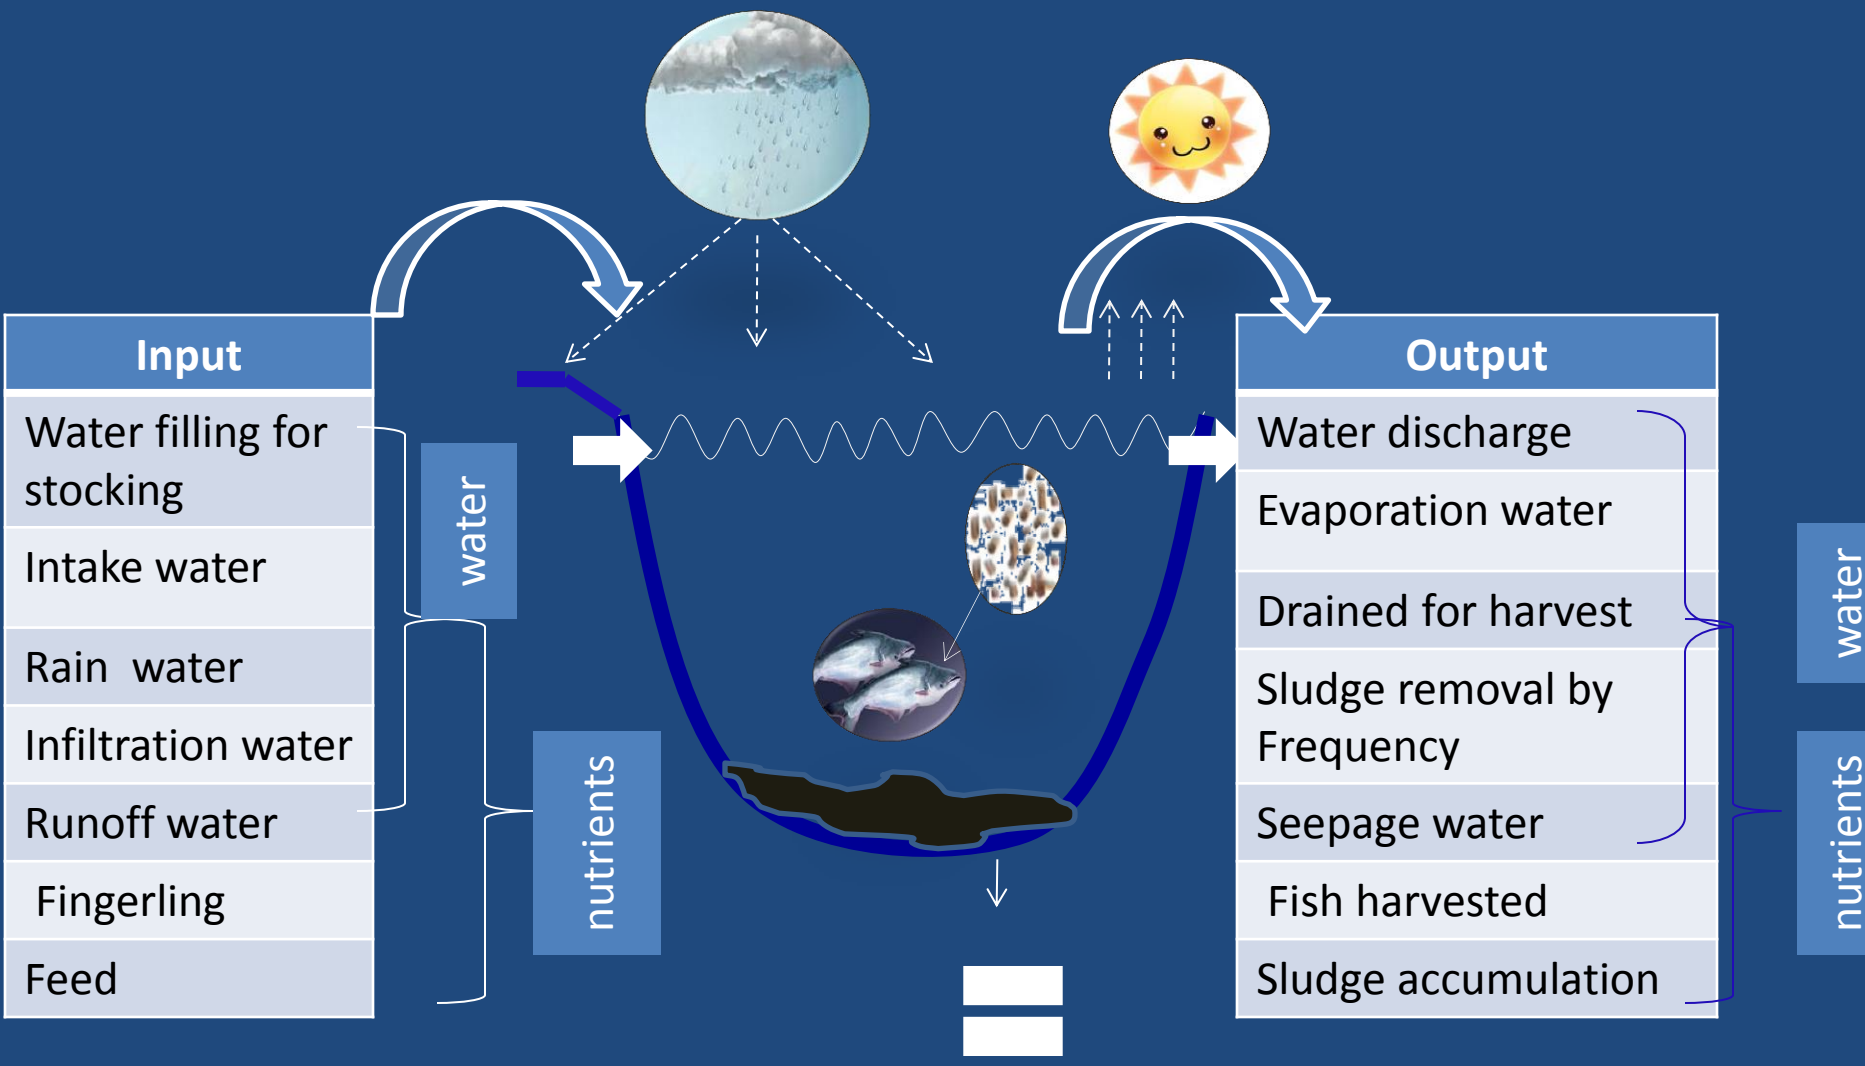 Input
Water filling for
stocking
Intake water
Rain water
Infiltration water
Runoff water
Fingerling
Feed
water
nutrients
Output
Water discharge
Evaporation water
Drained for harvest
Sludge removal by
Frequency
Seepage water
Fish harvested
Sludge accumulation
water
nutrients